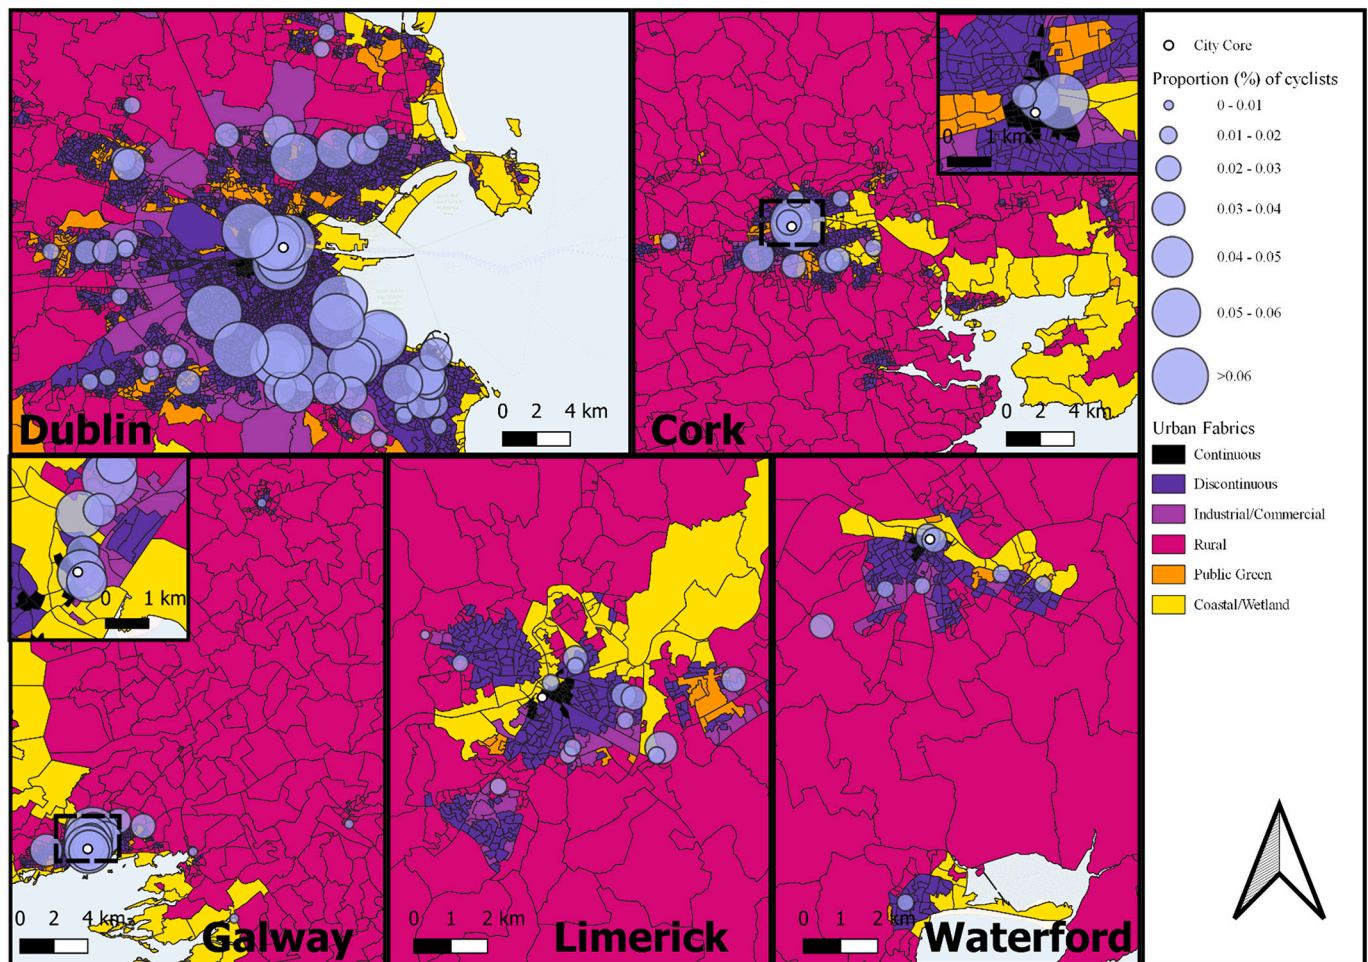 Dublin
0 2 4 km
Cork
0 2 4 km
0 1 km
Galway
0 2 4 km
0 1 km
Limerick
0 1 2 km
Waterford
0 1 2 km
City Core
Proportion (%) of cyclists
0 - 0.01
0.01 - 0.02
0.02 - 0.03
0.03 - 0.04
0.04 - 0.05
0.05 - 0.06
>0.06
Urban Fabrics
Continuous
Discontinuous
Industrial/Commercial
Rural
Public Green
Coastal/Wetland